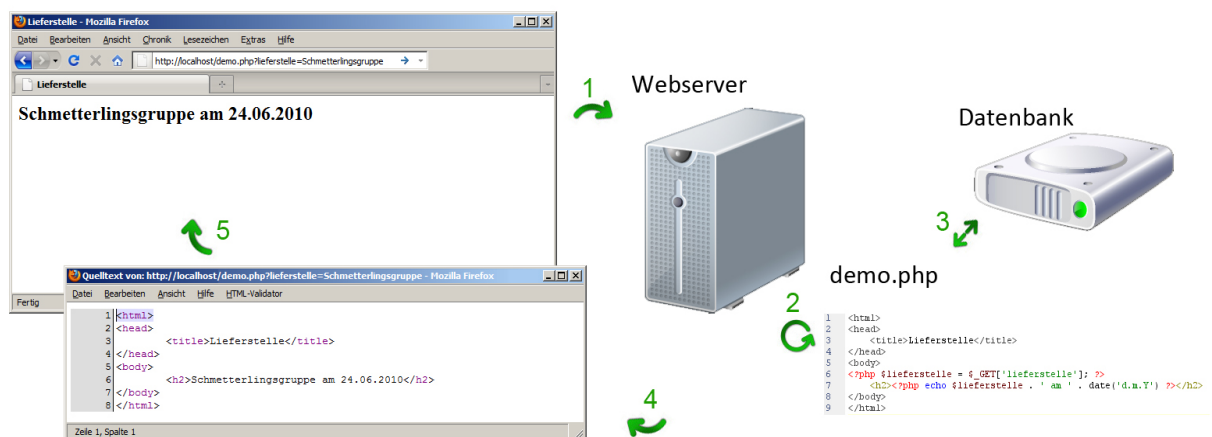 Lieferstelle - Mozilla Firefox
Datei Bearbeiten Ansicht Chronik Lesezeichen Extras Hilfe
http://localhost/demo.php?lieferstelle=Schmetterlingsgruppe
Lieferstelle
Schmetterlingsgruppe am 24.06.2010
Fertig
1
Webserver
Datenbank
3
demo.php
2
1 <html>
2 <head>
3 <title>Lieferstelle</title>
4 </head>
5 <body>
6 <?php $lieferstelle = $_GET['lieferstelle']; ?>
7 <h2><?php echo $lieferstelle . ' am ' . date('d.m.Y') ?></h2>
8 </body>
9 </html>
4
5
Quelltext von: http://localhost/demo.php?lieferstelle=Schmetterlingsgruppe - Mozilla Firefox
Datei Bearbeiten Ansicht Hilfe HTML-Validator
1 <html>
2 <head>
3 <title>Lieferstelle</title>
4 </head>
5 <body>
6 <h2>Schmetterlingsgruppe am 24.06.2010</h2>
7 </body>
8 </html>
Zeile 1, Spalte 1